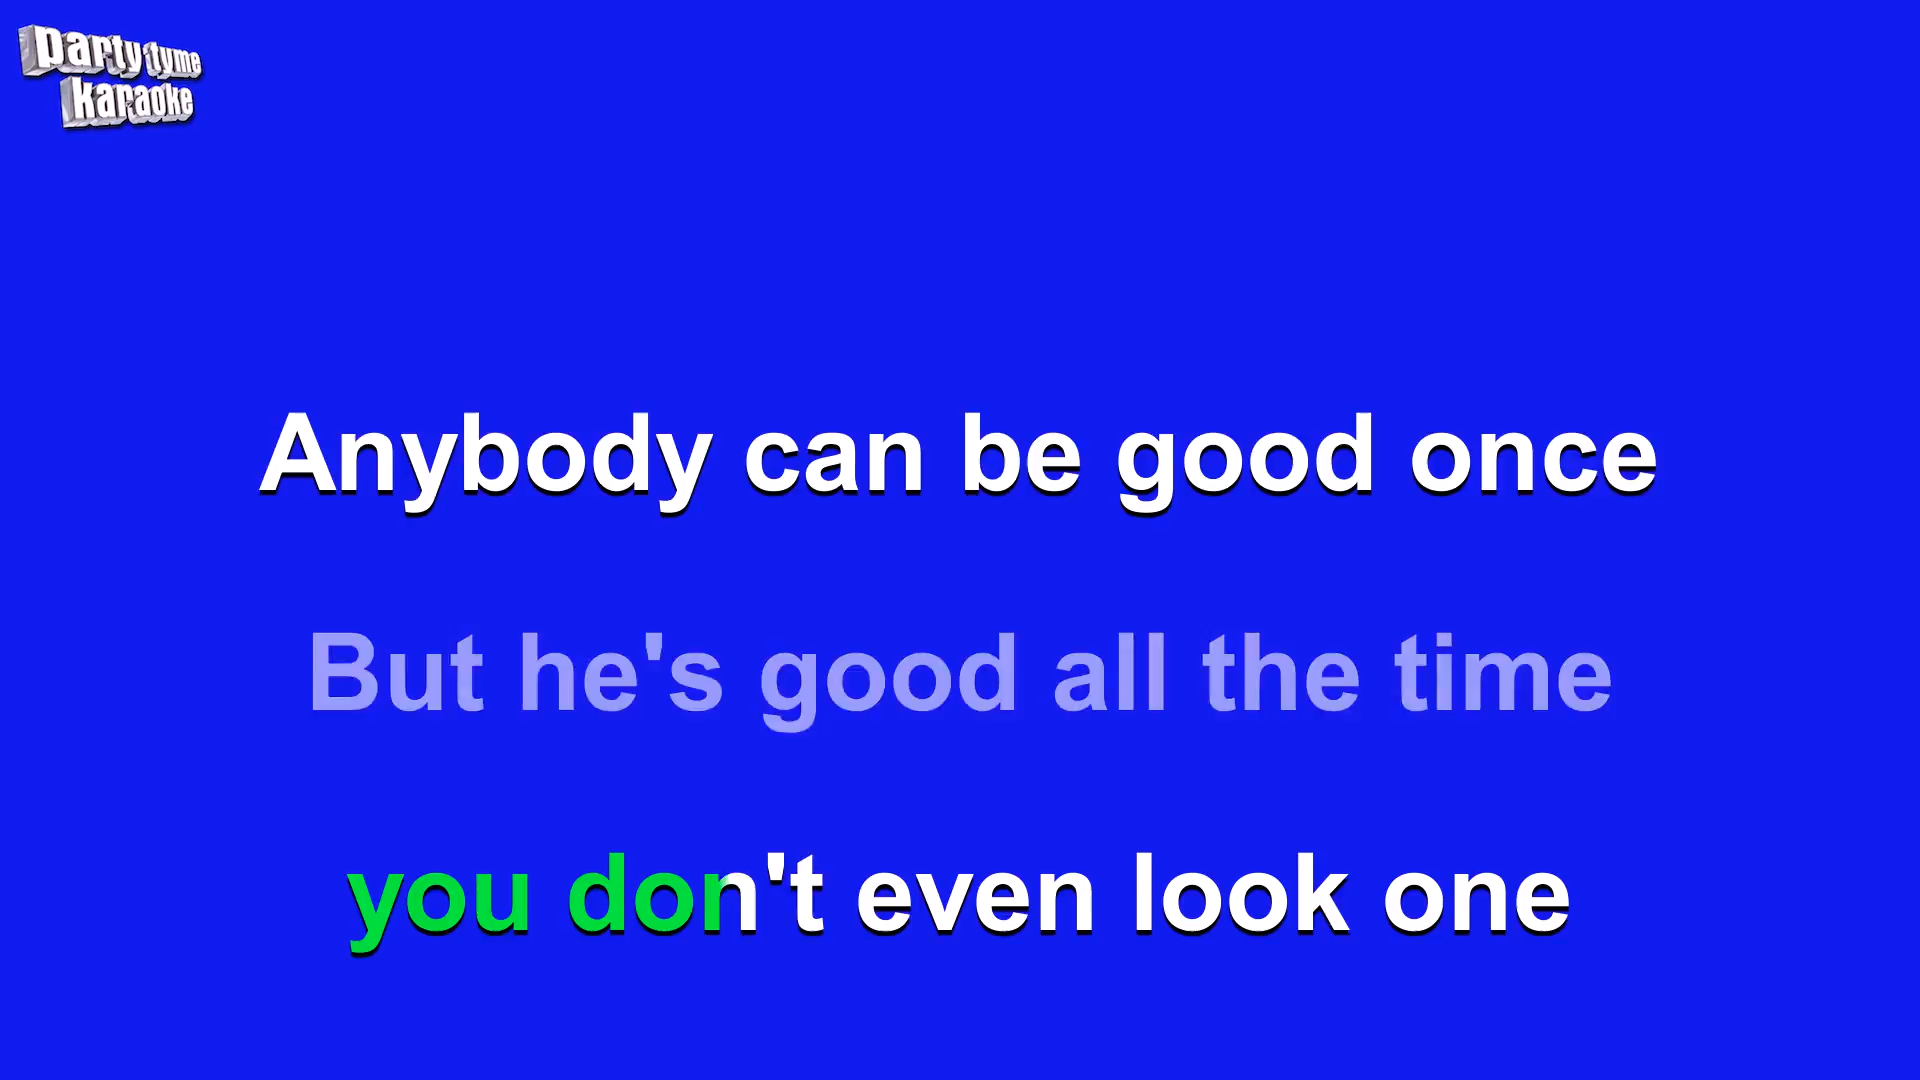 party tyme
karaoke
Anybody can be good once
But he's good all the time
you don't even look one